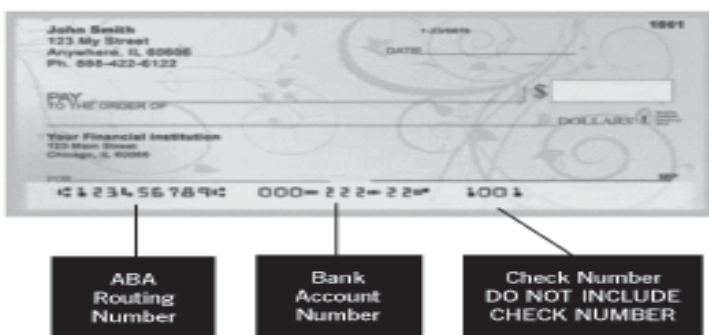 John Smith
123 My Street
Anywhere, IL 60606
Ph. 888-422-6122
1001
DATE
PAY
TO THE ORDER OF
$
DOLLARS
Your Financial Institution
123 Main Street
Chicago, IL
FOR
MP
⑆123456789⑆ 000⑉222⑉22⑈ 1001
ABA
Routing
Number
Bank
Account
Number
Check Number
DO NOT INCLUDE
CHECK NUMBER